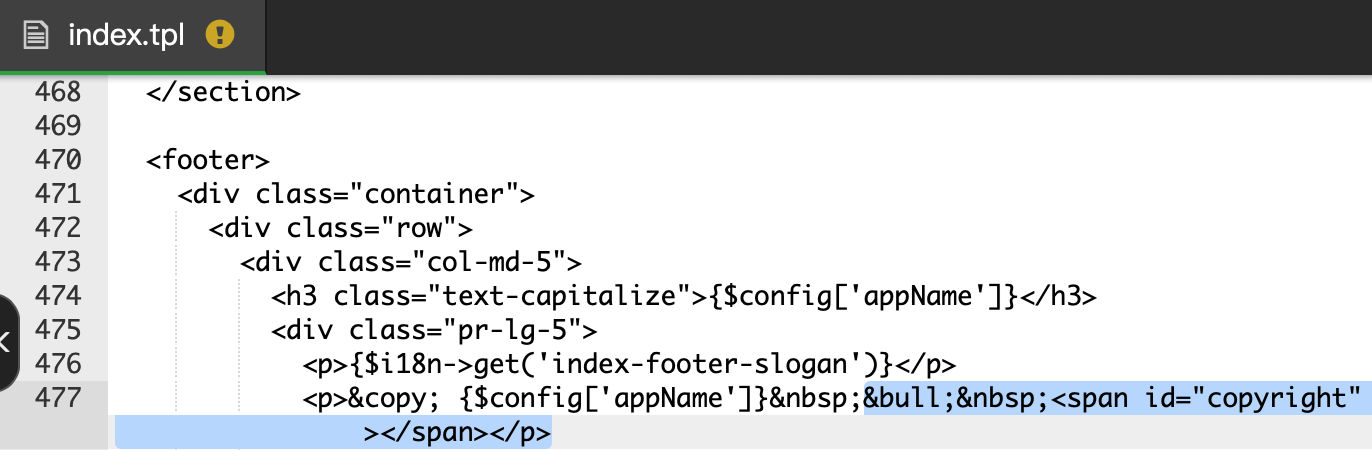 index.tpl
468 </section>
469
470 <footer>
471 <div class="container">
472 <div class="row">
473 <div class="col-md-5">
474 <h3 class="text-capitalize">{$config['appName']}</h3>
475 <div class="pr-lg-5">
476 <p>{$i18n->get('index-footer-slogan')}</p>
477 <p>&copy; {$config['appName']}&nbsp;&bull;&nbsp;<span id="copyright"
></span></p>